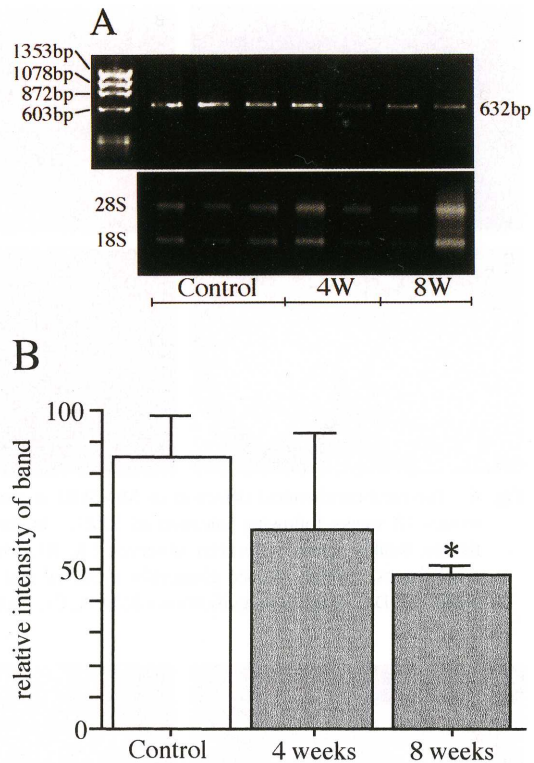 A
1353bp
1078bp
872bp
603bp
632bp
28S
18S
Control 4W 8W
B
relative intensity of band
100
50
0
*
Control 4 weeks 8 weeks